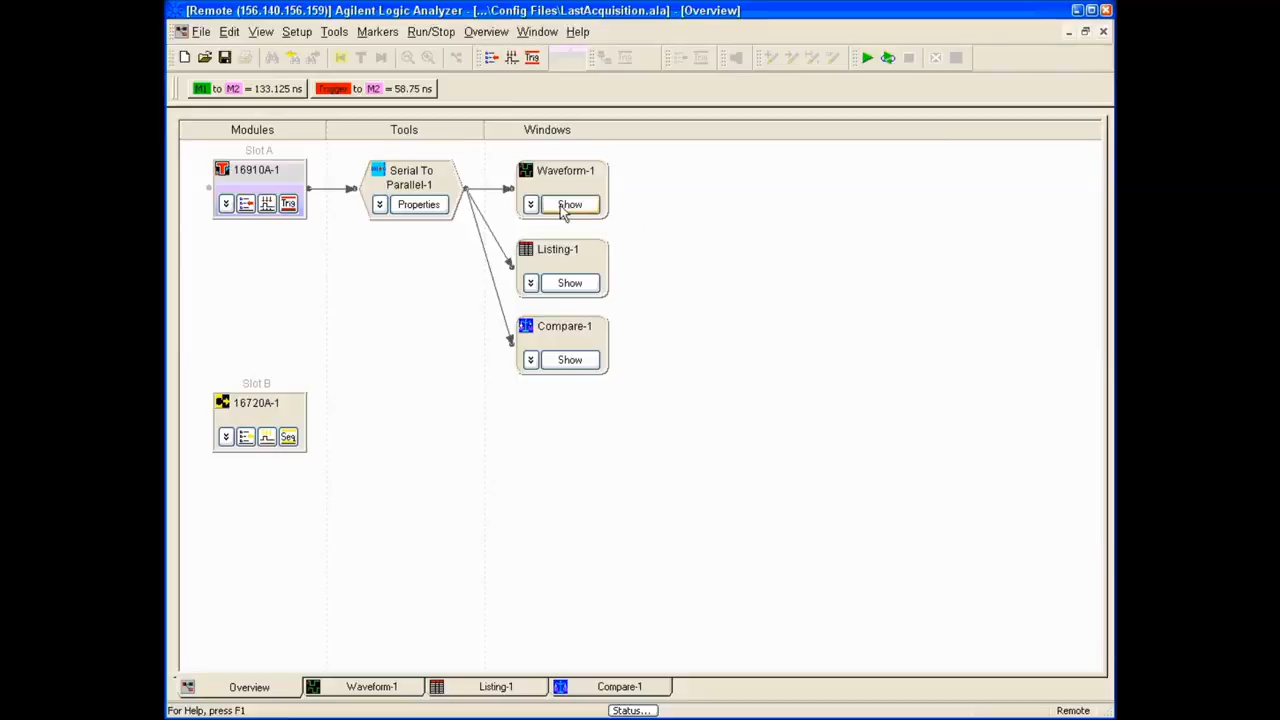 [Remote (156.140.156.159)] Agilent Logic Analyzer - [...\Config Files\LastAcquisition.ala] - [Overview]
File Edit View Setup Tools Markers Run/Stop Overview Window Help
Trig
M1 to M2 = 133.125 ns Trigger to M2 = 58.75 ns
Modules Tools Windows
Slot A
16910A-1
Trig
Serial To
Parallel-1
Properties
Waveform-1
Show
Listing-1
Show
Compare-1
Show
Slot B
16720A-1
Seq
Overview Waveform-1 Listing-1 Compare-1
For Help, press F1 Status... Remote